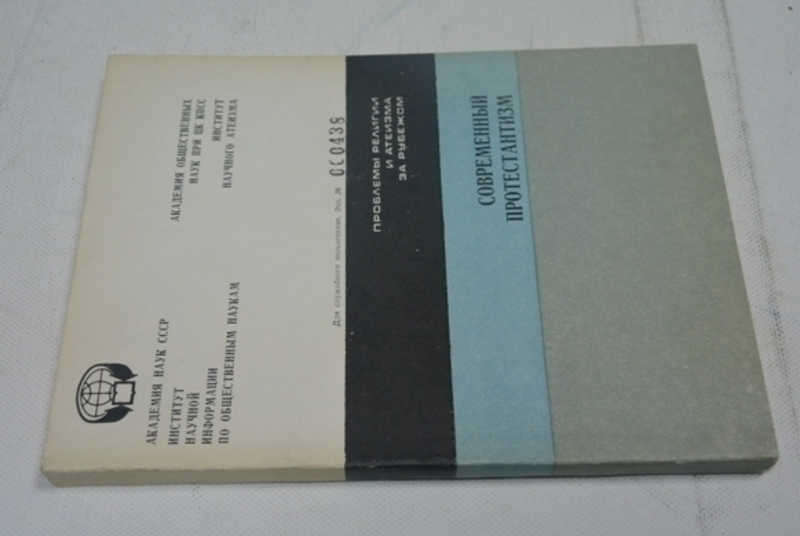 АКАДЕМИЯ НАУК СССР
ИНСТИТУТ
НАУЧНОЙ
ИНФОРМАЦИИ
ПО ОБЩЕСТВЕННЫМ НАУКАМ
АКАДЕМИЯ ОБЩЕСТВЕННЫХ
НАУК ПРИ ЦК КПСС
ИНСТИТУТ
НАУЧНОГО АТЕИЗМА
Для служебного пользования. Экз. № 000438
ПРОБЛЕМЫ РЕЛИГИИ
И АТЕИЗМА
ЗА РУБЕЖОМ
СОВРЕМЕННЫЙ
ПРОТЕСТАНТИЗМ